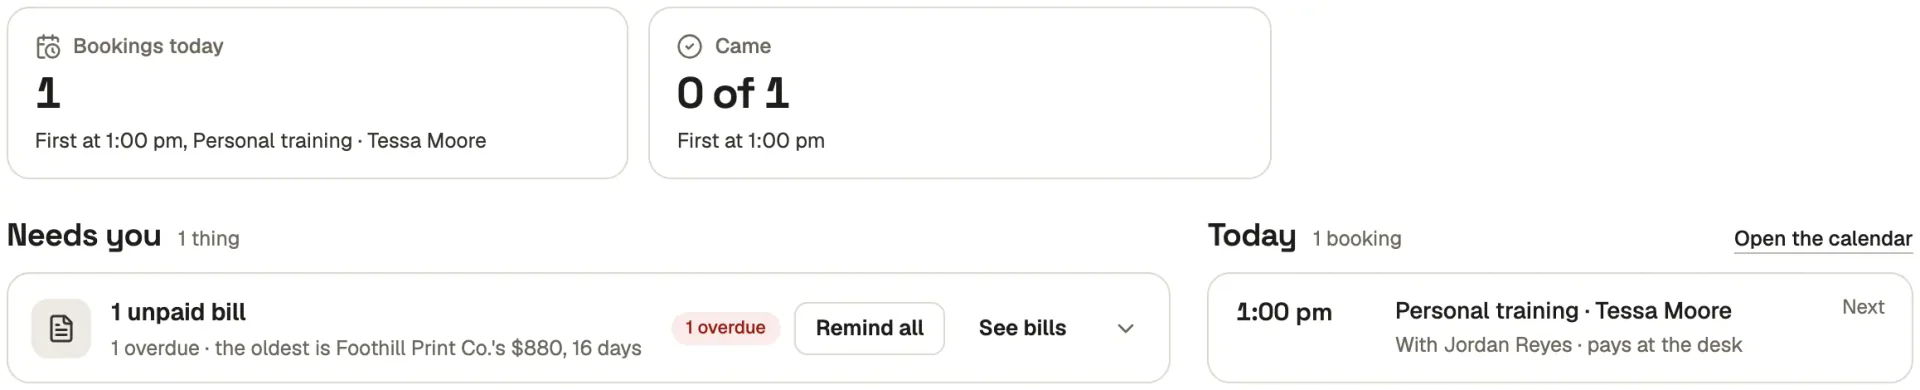 Bookings today
1
First at 1:00 pm, Personal training · Tessa Moore
Came
0 of 1
First at 1:00 pm
Needs you 1 thing
1 unpaid bill
1 overdue · the oldest is Foothill Print Co.'s $880, 16 days
1 overdue
Remind all
See bills
Today 1 booking
Open the calendar
1:00 pm
Personal training · Tessa Moore
Next
With Jordan Reyes · pays at the desk